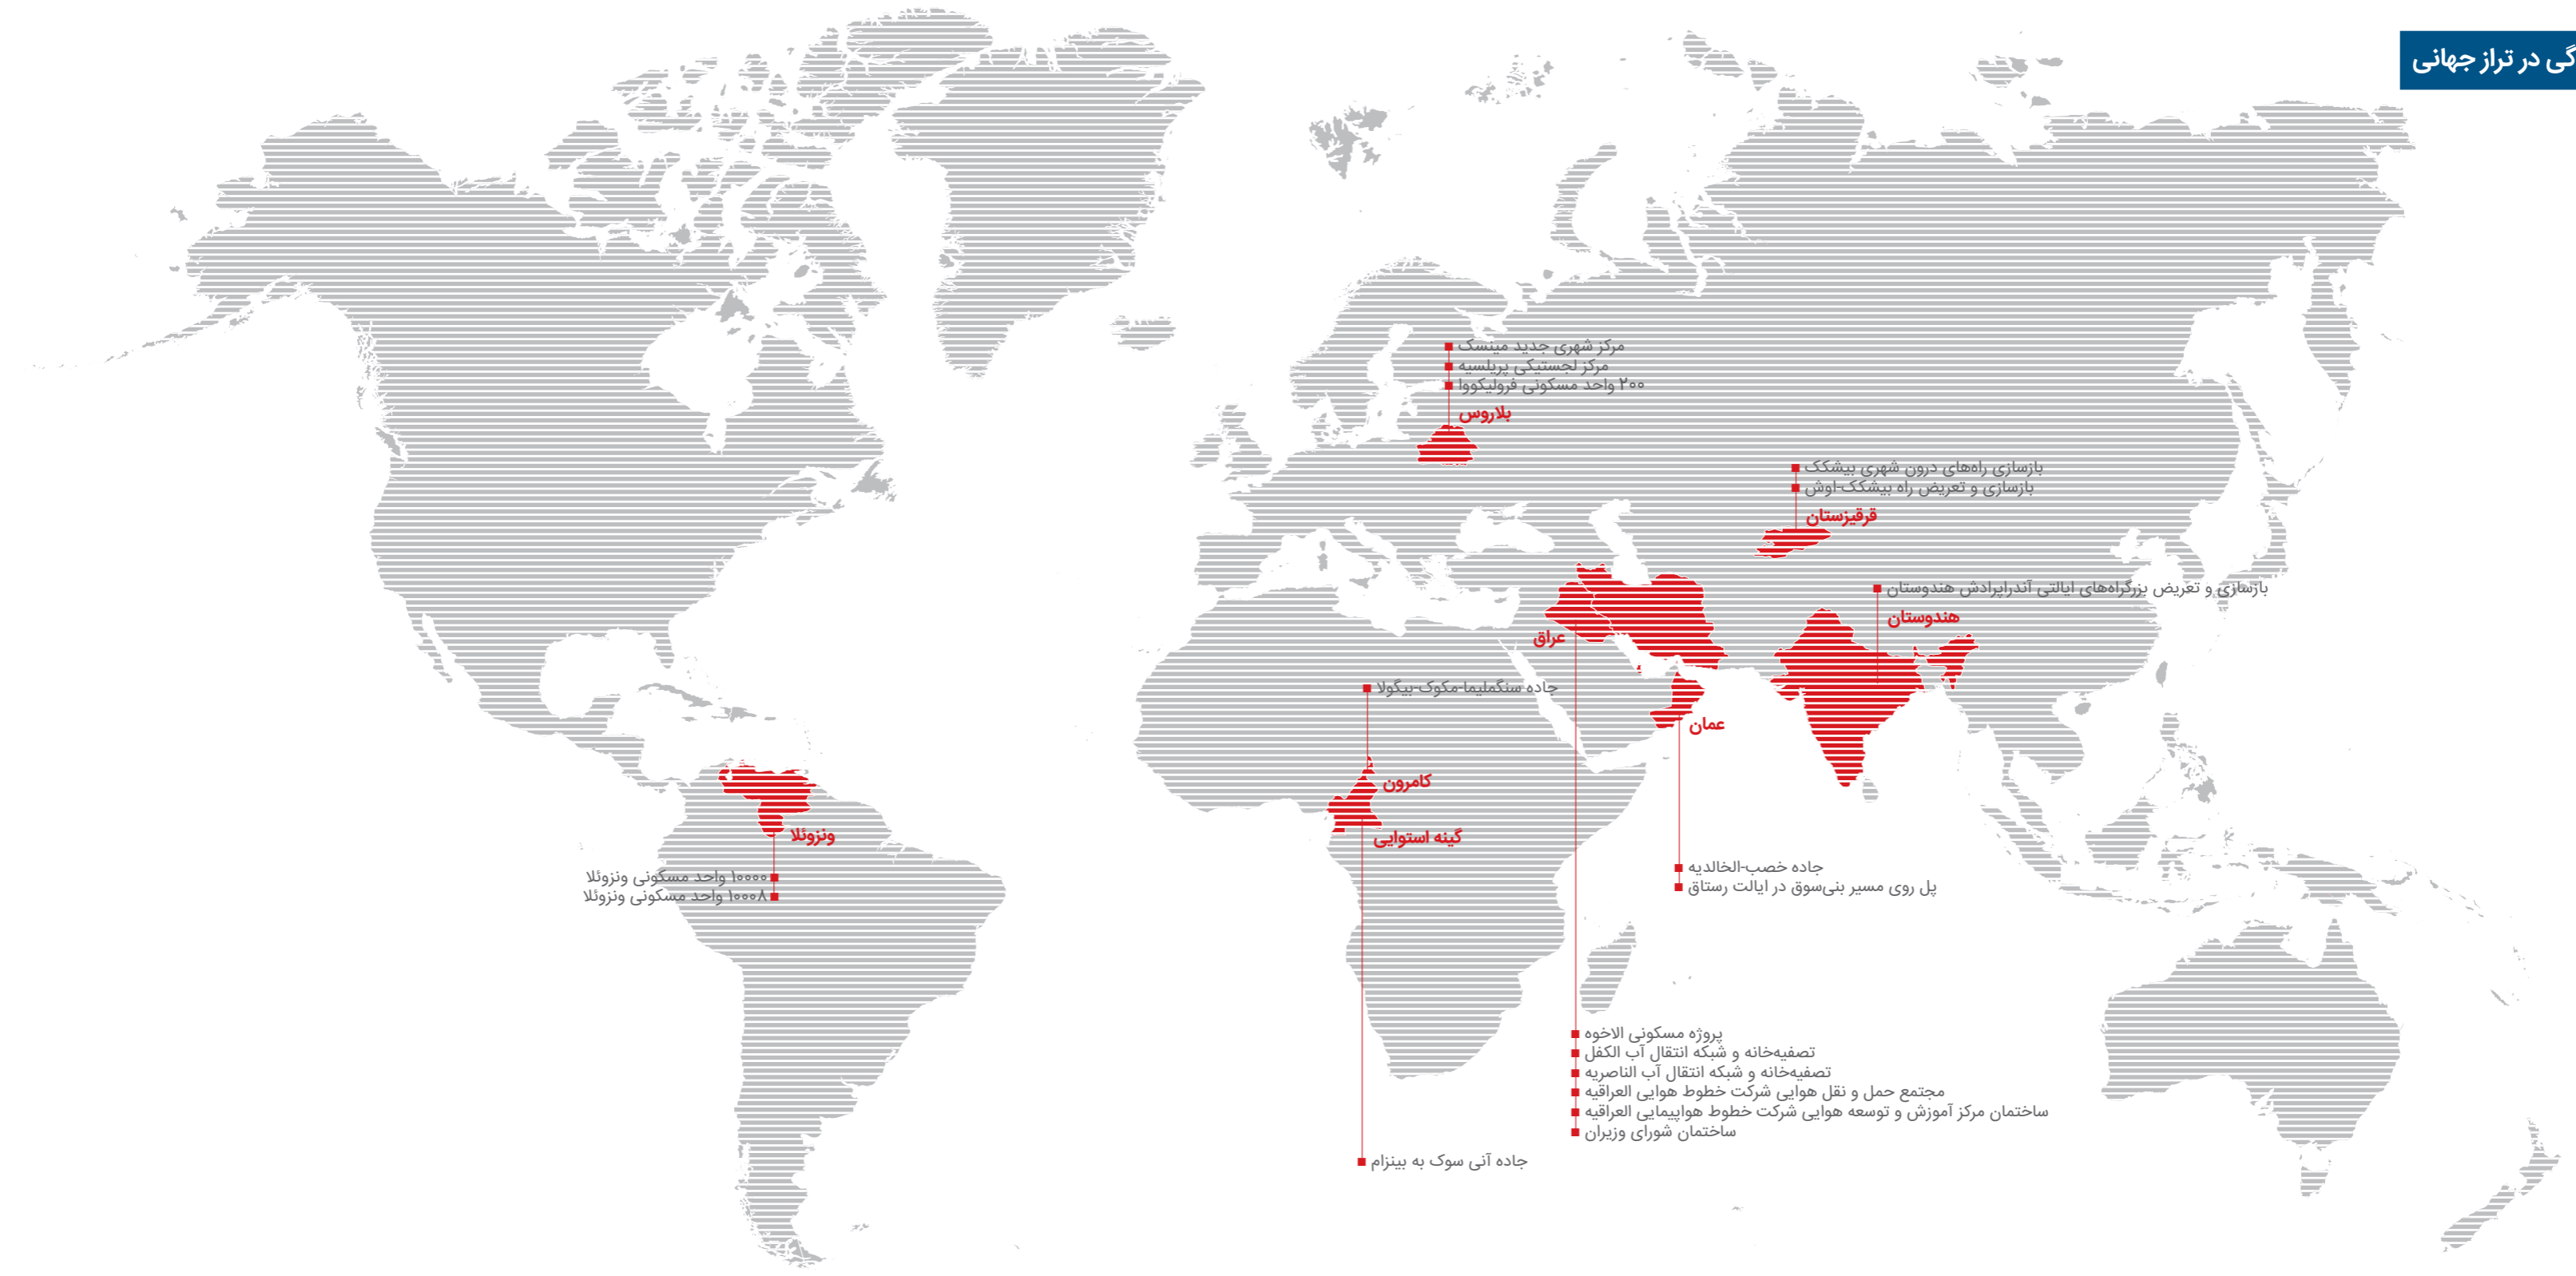 گی در تراز جهانی
مرکز شهری جدید مینسک
مرکز لجستیکی پریلسیه
۲۰۰ واحد مسکونی فرولیکووا
بلاروس
بازسازی راه‌های درون شهری بیشکک
بازسازی و تعریض راه بیشکک-اوش
قرقیزستان
بازسازی و تعریض بزرگراه‌های ایالتی آندراپرادش هندوستان
هندوستان
عراق
جاده سنگملیما-مکوک-بیگولا
عمان
کامرون
گینه استوایی
ونزوئلا
۱۰۰۰۰ واحد مسکونی ونزوئلا
۱۰۰۰۸ واحد مسکونی ونزوئلا
جاده خصب-الخالدیه
پل روی مسیر بنی‌سوق در ایالت رستاق
پروژه مسکونی الاخوه
تصفیه‌خانه و شبکه انتقال آب الکفل
تصفیه‌خانه و شبکه انتقال آب الناصریه
مجتمع حمل و نقل هوایی شرکت خطوط هوایی العراقیه
ساختمان مرکز آموزش و توسعه هوایی شرکت خطوط هواپیمایی العراقیه
ساختمان شورای وزیران
جاده آنی سوک به بینزام